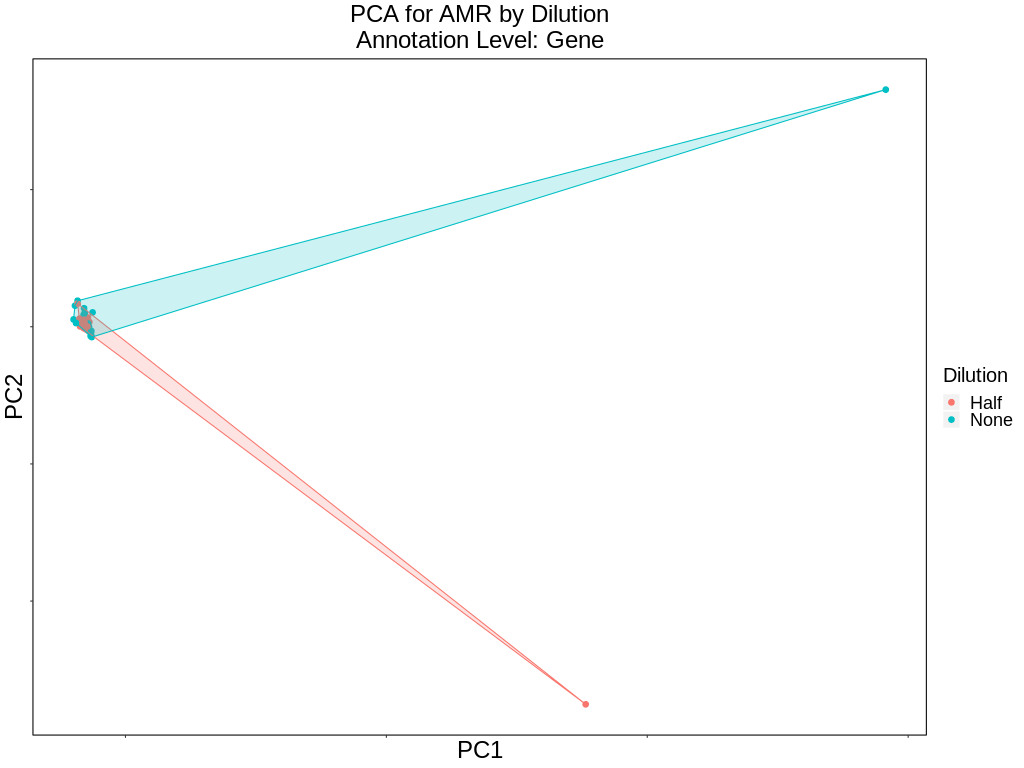 PCA for AMR by Dilution
Annotation Level: Gene
PC2
PC1
Dilution
Half
None